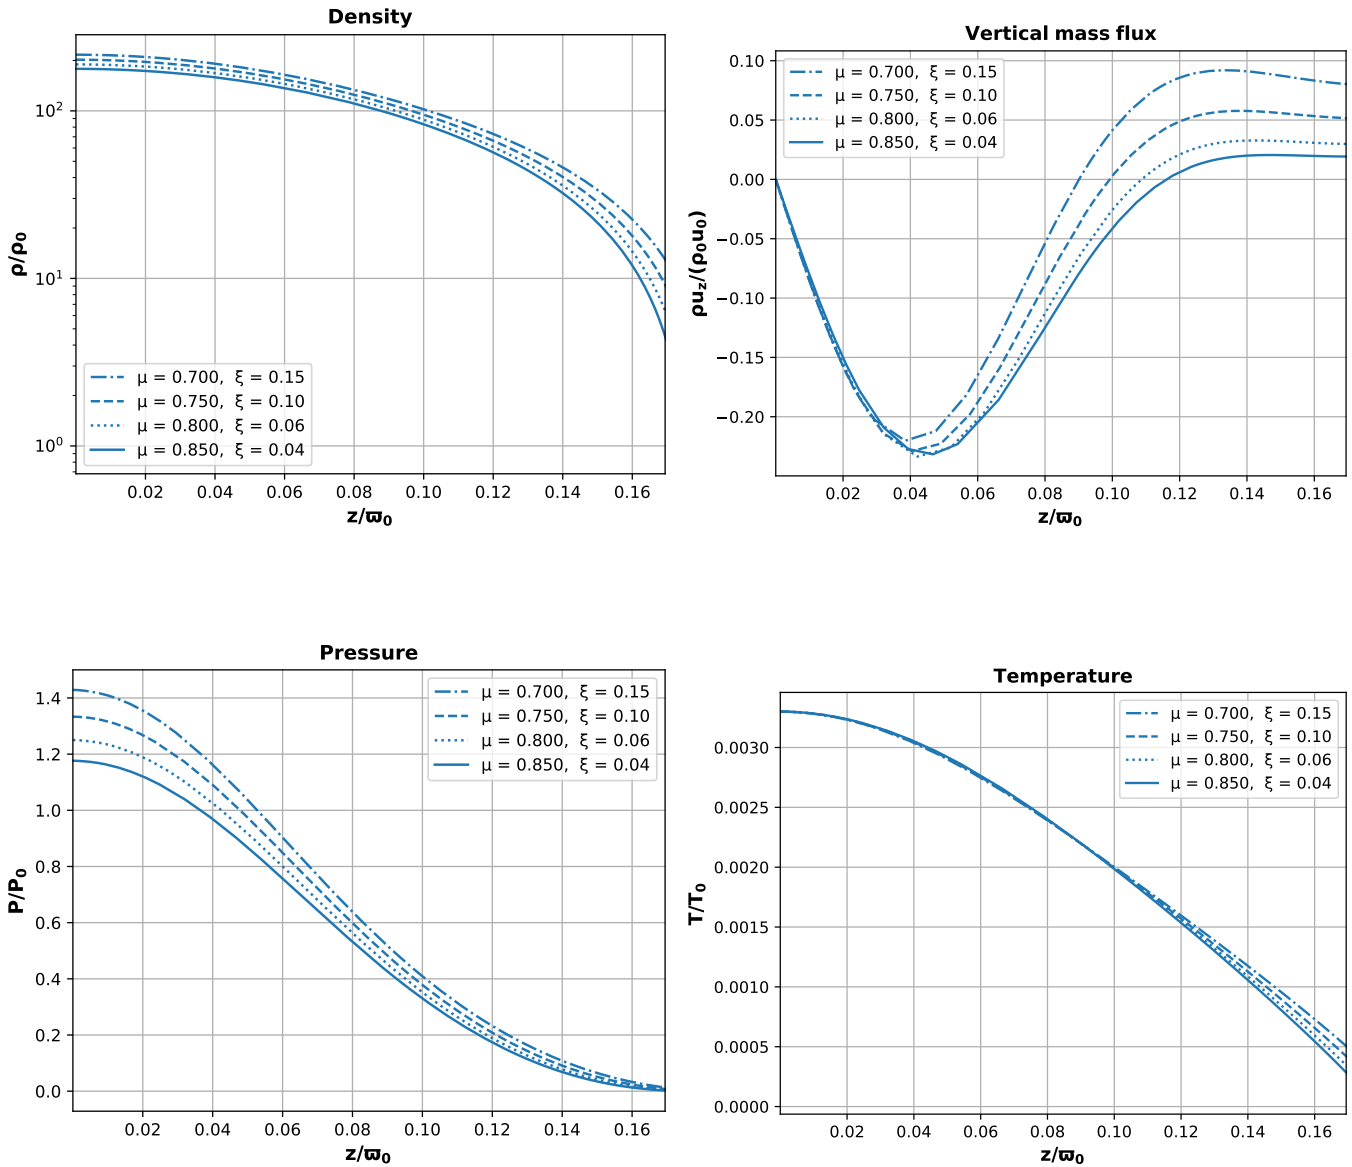 Density
10²
10¹
10⁰
ρ/ρ₀
μ = 0.700, ξ = 0.15
μ = 0.750, ξ = 0.10
μ = 0.800, ξ = 0.06
μ = 0.850, ξ = 0.04
0.02 0.04 0.06 0.08 0.10 0.12 0.14 0.16
z/ϖ₀
Vertical mass flux
0.10
0.05
0.00
−0.05
−0.10
−0.15
−0.20
ρu_z/(ρ₀u₀)
μ = 0.700, ξ = 0.15
μ = 0.750, ξ = 0.10
μ = 0.800, ξ = 0.06
μ = 0.850, ξ = 0.04
0.02 0.04 0.06 0.08 0.10 0.12 0.14 0.16
z/ϖ₀
Pressure
1.4
1.2
1.0
0.8
0.6
0.4
0.2
0.0
P/P₀
μ = 0.700, ξ = 0.15
μ = 0.750, ξ = 0.10
μ = 0.800, ξ = 0.06
μ = 0.850, ξ = 0.04
0.02 0.04 0.06 0.08 0.10 0.12 0.14 0.16
z/ϖ₀
Temperature
0.0030
0.0025
0.0020
0.0015
0.0010
0.0005
0.0000
T/T₀
μ = 0.700, ξ = 0.15
μ = 0.750, ξ = 0.10
μ = 0.800, ξ = 0.06
μ = 0.850, ξ = 0.04
0.02 0.04 0.06 0.08 0.10 0.12 0.14 0.16
z/ϖ₀